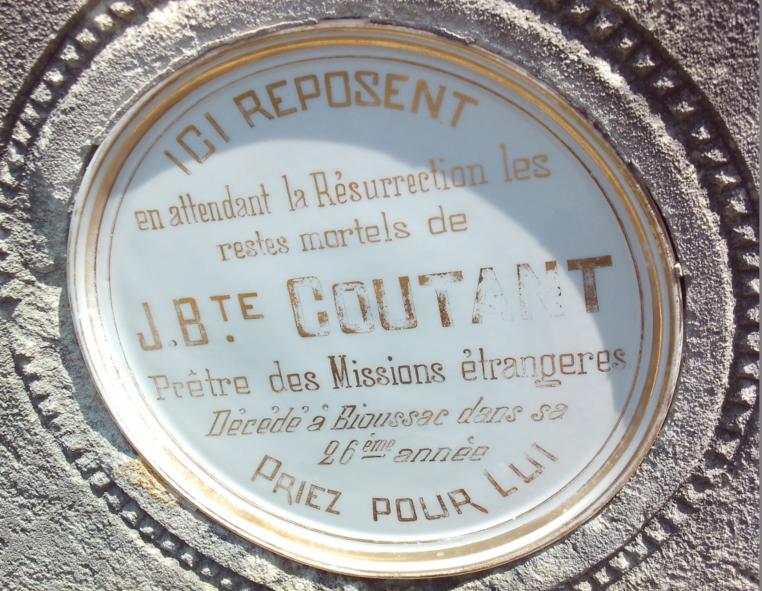 ICI REPOSENT
en attendant la Résurrection les
restes mortels de
J.B.TE COUTANT
Prêtre des Missions étrangeres
Décédé à Bioussac dans sa
26ème année
PRIEZ POUR LUI